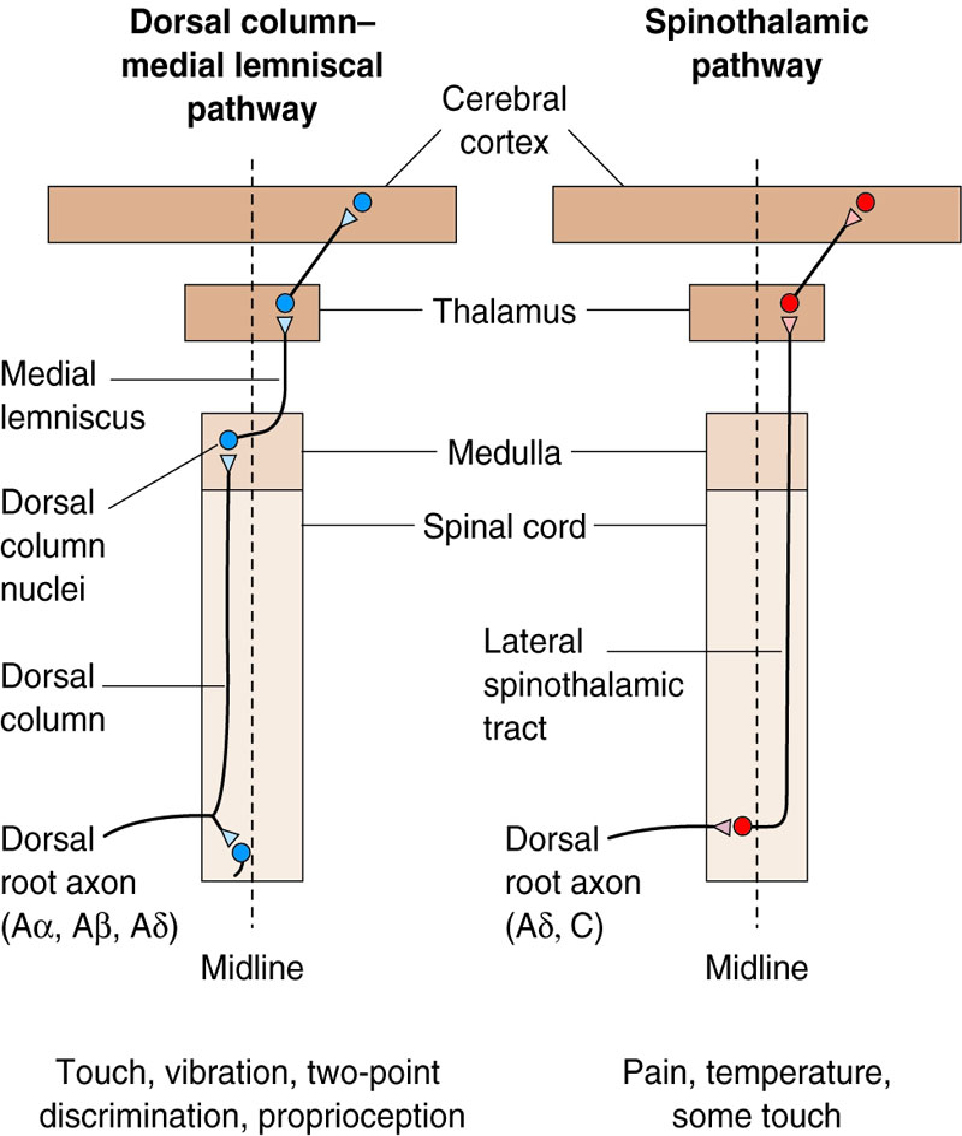 Dorsal column–
medial lemniscal
pathway
Spinothalamic
pathway
Cerebral
cortex
Thalamus
Medial
lemniscus
Medulla
Dorsal
column
nuclei
Spinal cord
Dorsal
column
Lateral
spinothalamic
tract
Dorsal
root axon
(Aα, Aβ, Aδ)
Dorsal
root axon
(Aδ, C)
Midline
Midline
Touch, vibration, two-point
discrimination, proprioception
Pain, temperature,
some touch